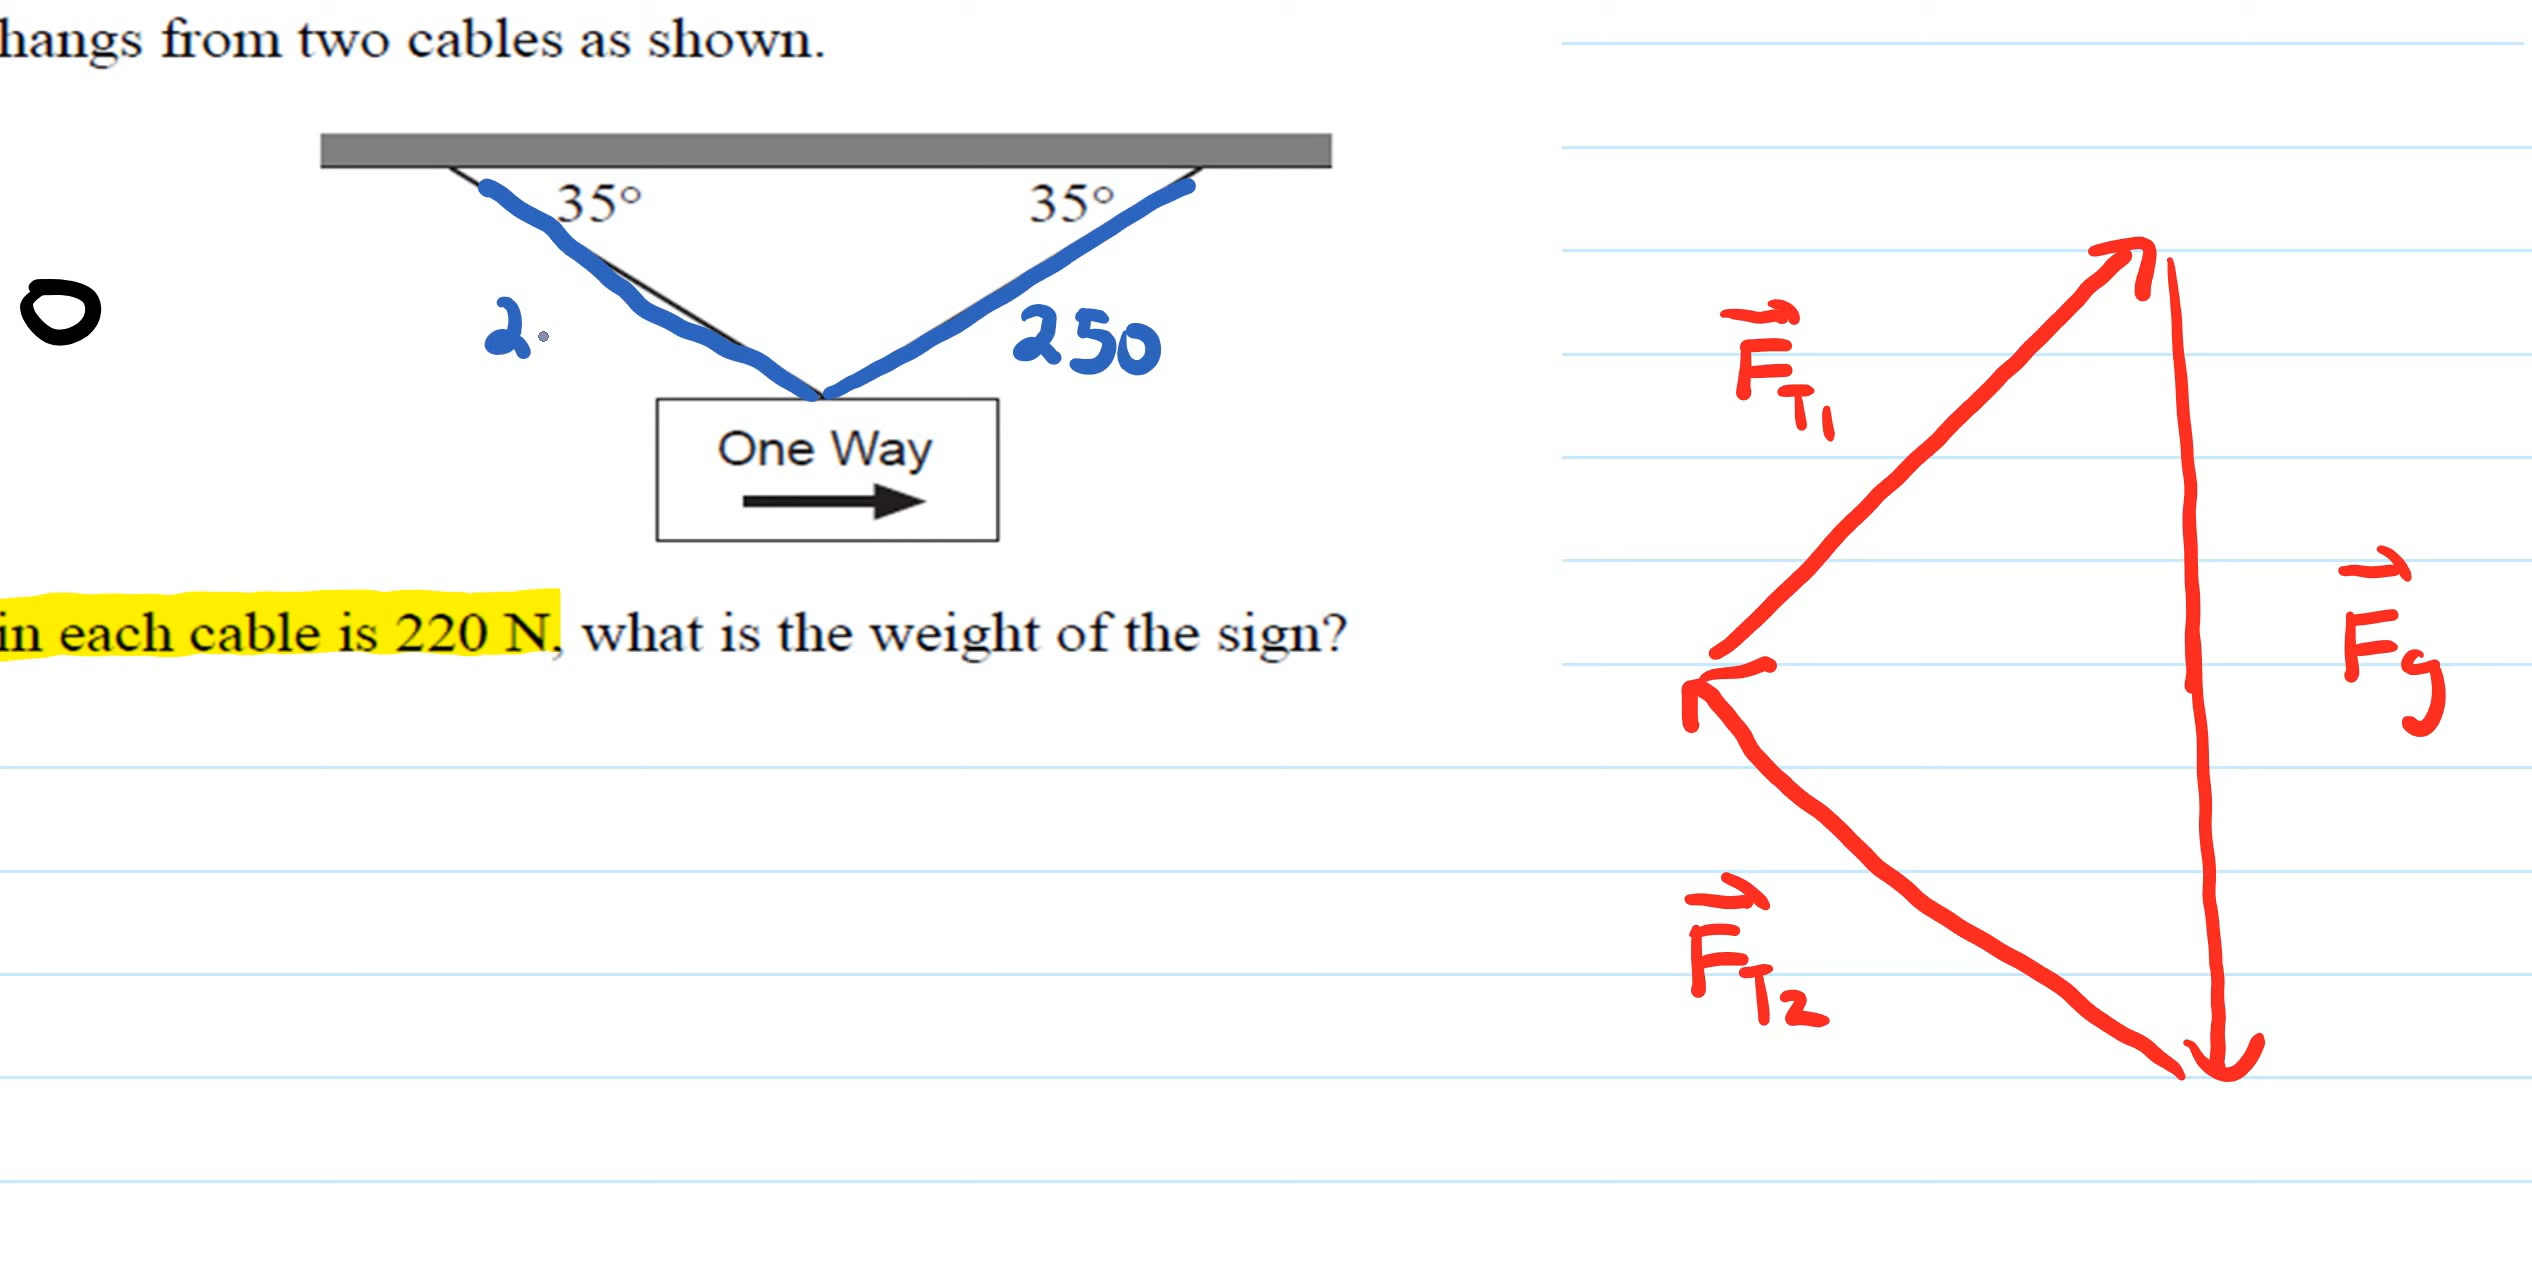 hangs from two cables as shown.
35° 35°
O
2 250
One Way
in each cable is 220 N, what is the weight of the sign?
F T1
F g
F T2